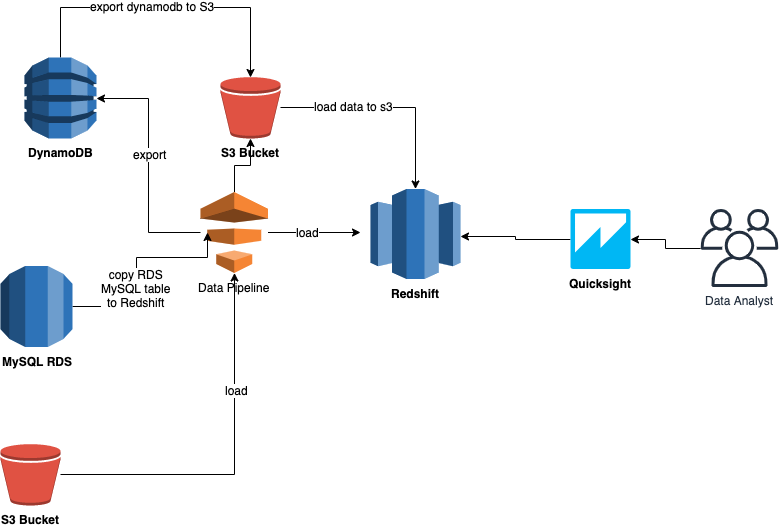 export dynamodb to S3
load data to s3
DynamoDB
S3 Bucket
export
load
copy RDS
MySQL table
to Redshift
Data Pipeline
Redshift
Quicksight
Data Analyst
MySQL RDS
load
S3 Bucket